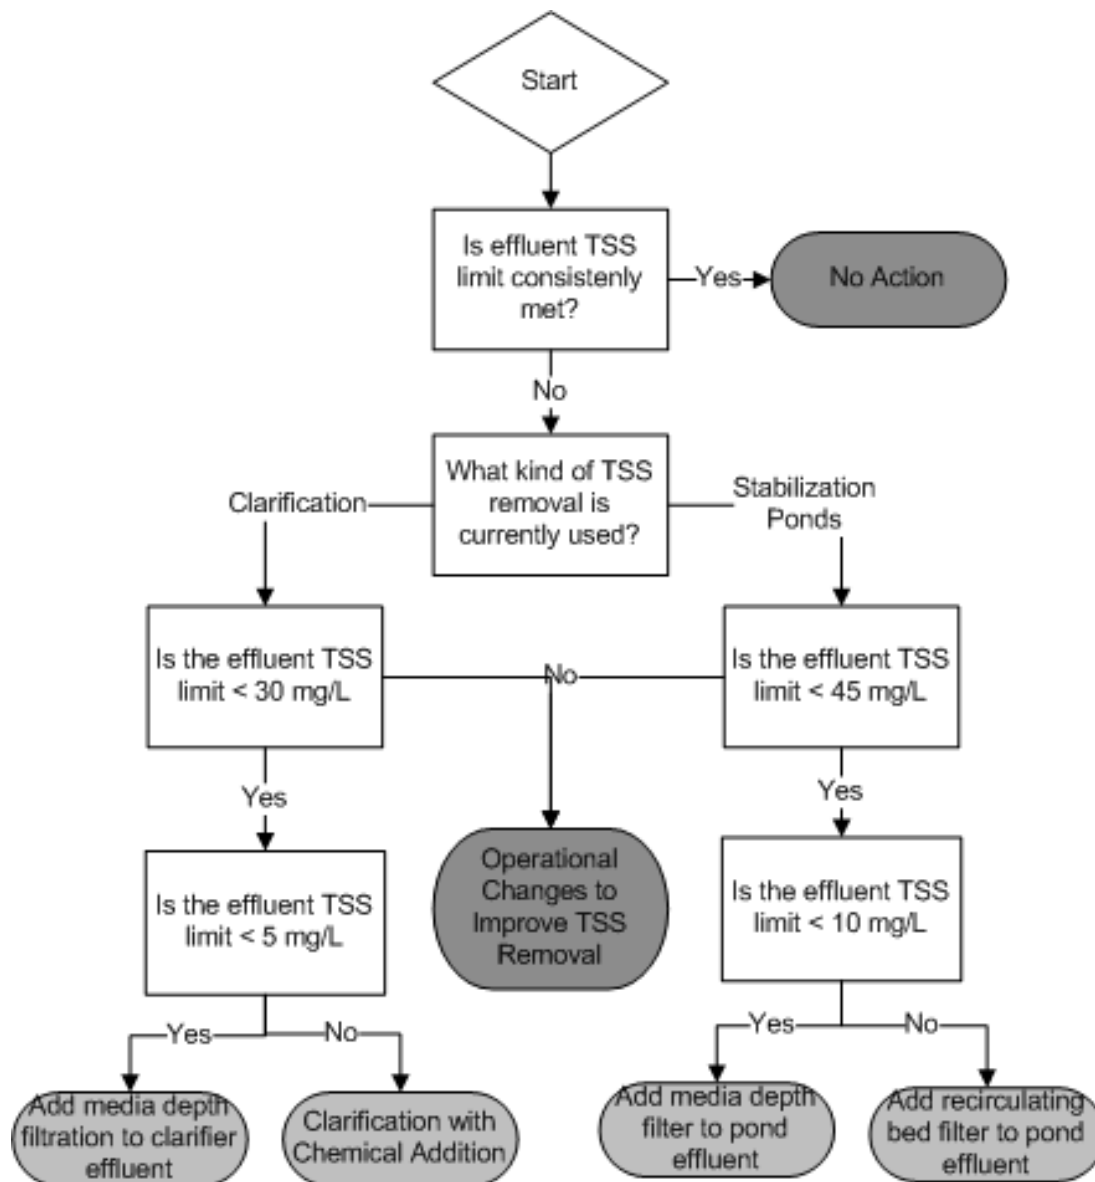 Start
Is effluent TSS
limit consistenly
met?
Yes
No Action
No
What kind of TSS
removal is
currently used?
Clarification
Stabilization
Ponds
Is the effluent TSS
limit < 30 mg/L
No
Is the effluent TSS
limit < 45 mg/L
Yes
Yes
Is the effluent TSS
limit < 5 mg/L
Operational
Changes to
Improve TSS
Removal
Is the effluent TSS
limit < 10 mg/L
Yes
No
Yes
No
Add media depth
filtration to clarifier
effluent
Clarification with
Chemical Addition
Add media depth
filter to pond
effluent
Add recirculating
bed filter to pond
effluent